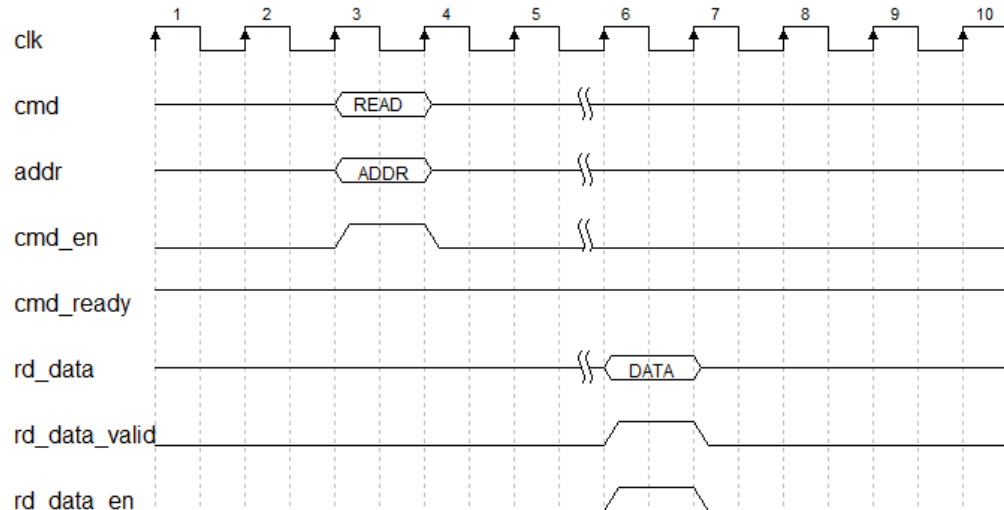 1 2 3 4 5 6 7 8 9 10
clk
cmd READ
addr ADDR
cmd_en
cmd_ready
rd_data DATA
rd_data_valid
rd_data_en